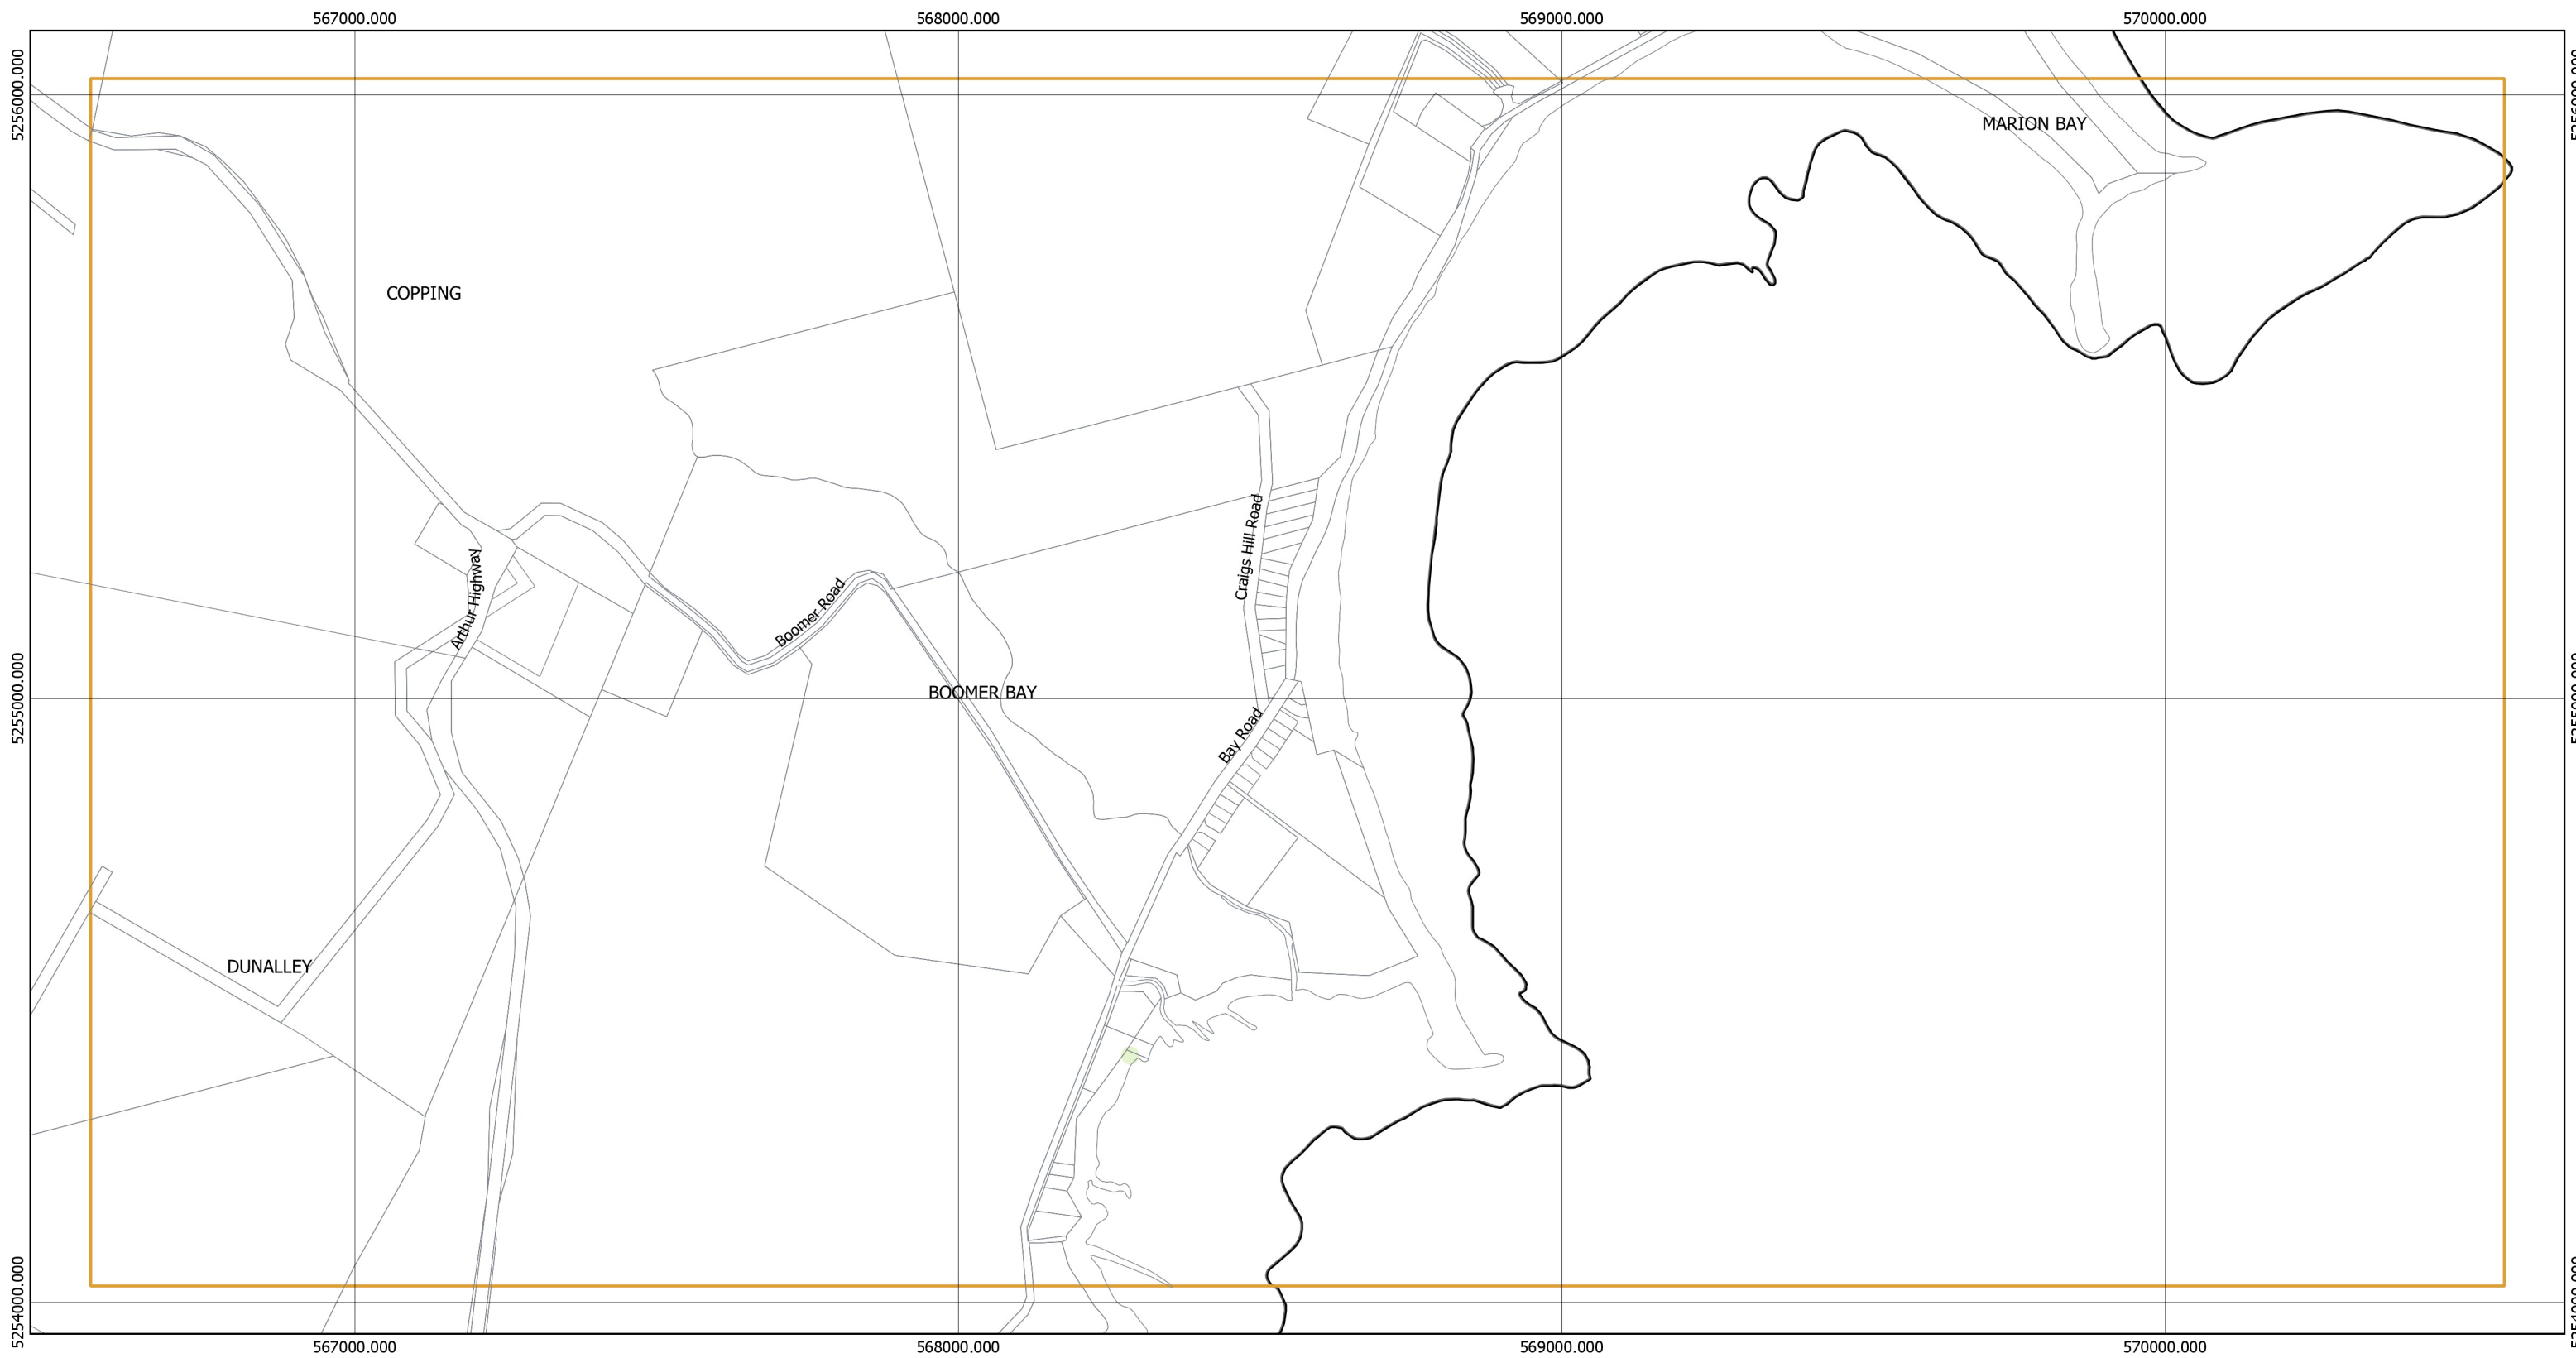 567000.000 568000.000 569000.000 570000.000
5256000.000
MARION BAY
COPPING
Craigs Hill Road
Arthur Highway
Boomer Road
5255000.000
BOOMER BAY
Bay Road
DUNALLEY
5254000.000
567000.000 568000.000 569000.000 570000.000